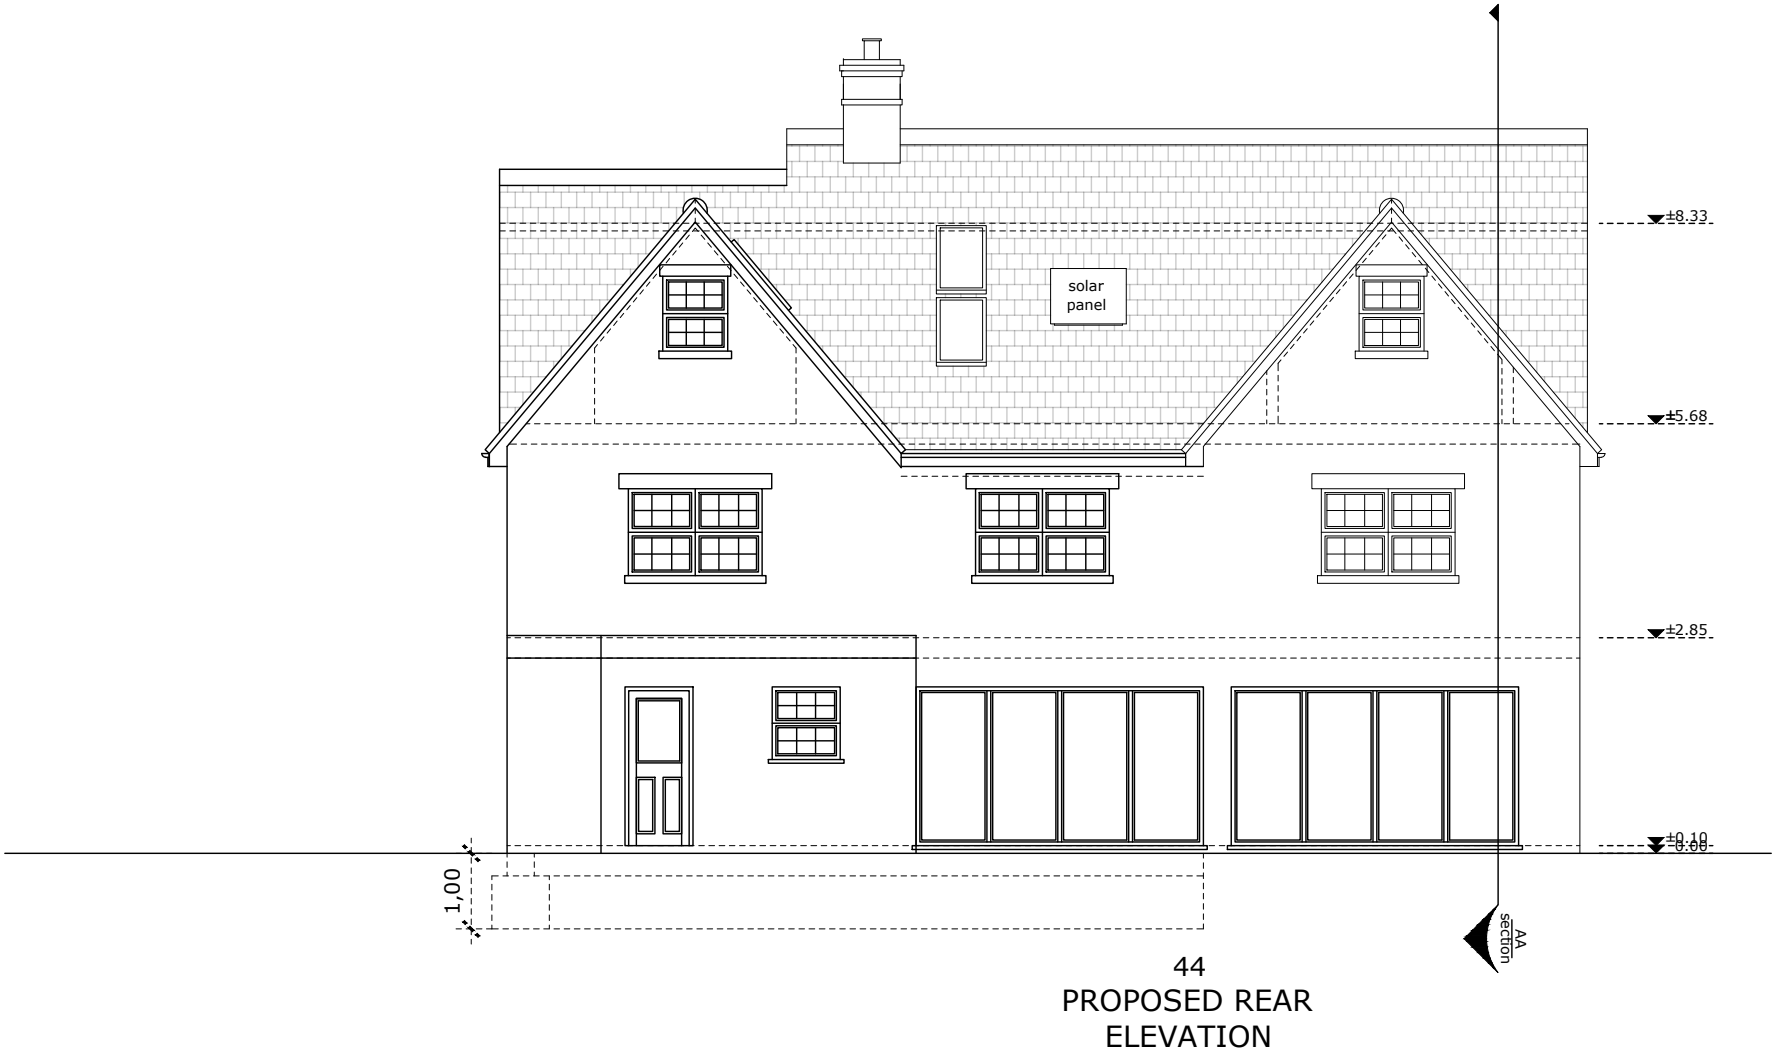 ±8.33
solar
panel
±5.68
±2.85
±0.10
±0.00
1,00
AA
section
44
PROPOSED REAR
ELEVATION